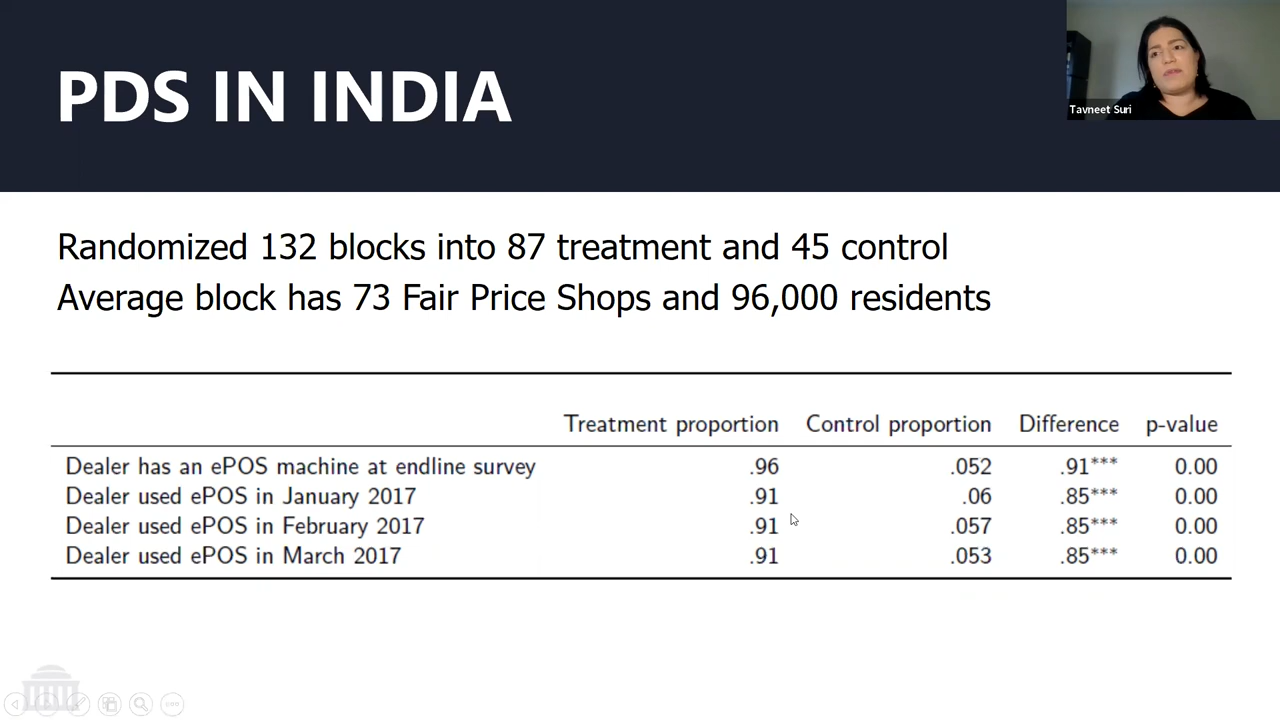 PDS IN INDIA
Tavneet Suri
Randomized 132 blocks into 87 treatment and 45 control
Average block has 73 Fair Price Shops and 96,000 residents
Treatment proportion Control proportion Difference p-value
Dealer has an ePOS machine at endline survey .96 .052 .91*** 0.00
Dealer used ePOS in January 2017 .91 .06 .85*** 0.00
Dealer used ePOS in February 2017 .91 .057 .85*** 0.00
Dealer used ePOS in March 2017 .91 .053 .85*** 0.00